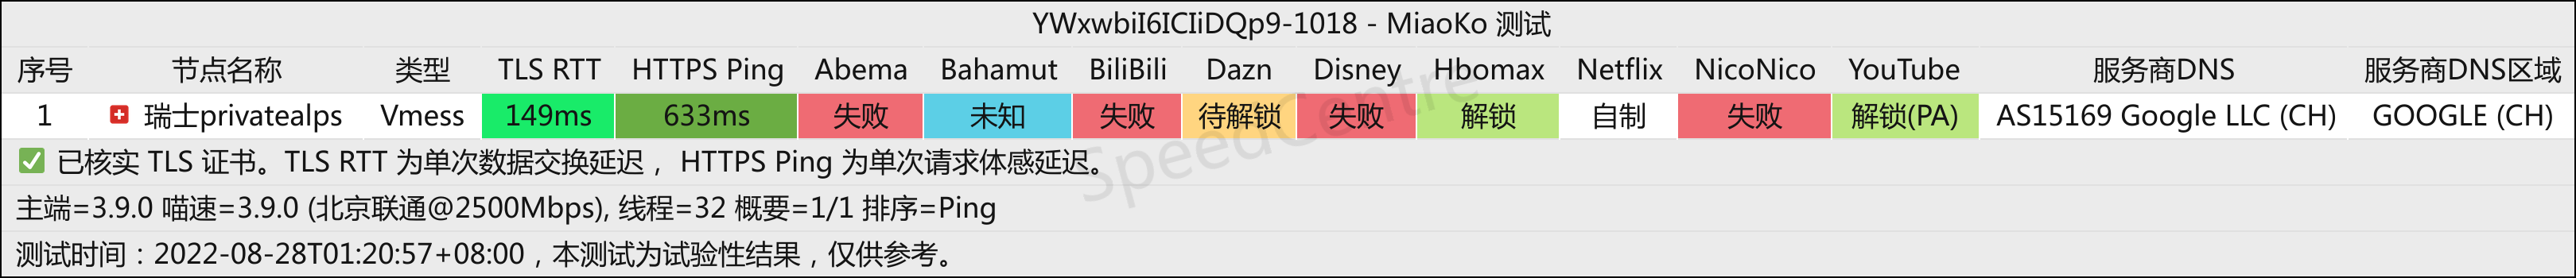 YWxwbiI6ICIiDQp9-1018 - MiaoKo 测试
序号 节点名称 类型 TLS RTT HTTPS Ping Abema Bahamut BiliBili Dazn Disney Hbomax Netflix NicoNico YouTube 服务商DNS 服务商DNS区域
1 瑞士privatealps Vmess 149ms 633ms 失败 未知 失败 待解锁 失败 解锁 自制 失败 解锁(PA) AS15169 Google LLC (CH) GOOGLE (CH)
已核实 TLS 证书。TLS RTT 为单次数据交换延迟， HTTPS Ping 为单次请求体感延迟。
主端=3.9.0 喵速=3.9.0 (北京联通@2500Mbps), 线程=32 概要=1/1 排序=Ping
测试时间：2022-08-28T01:20:57+08:00，本测试为试验性结果，仅供参考。
SpeedCentre